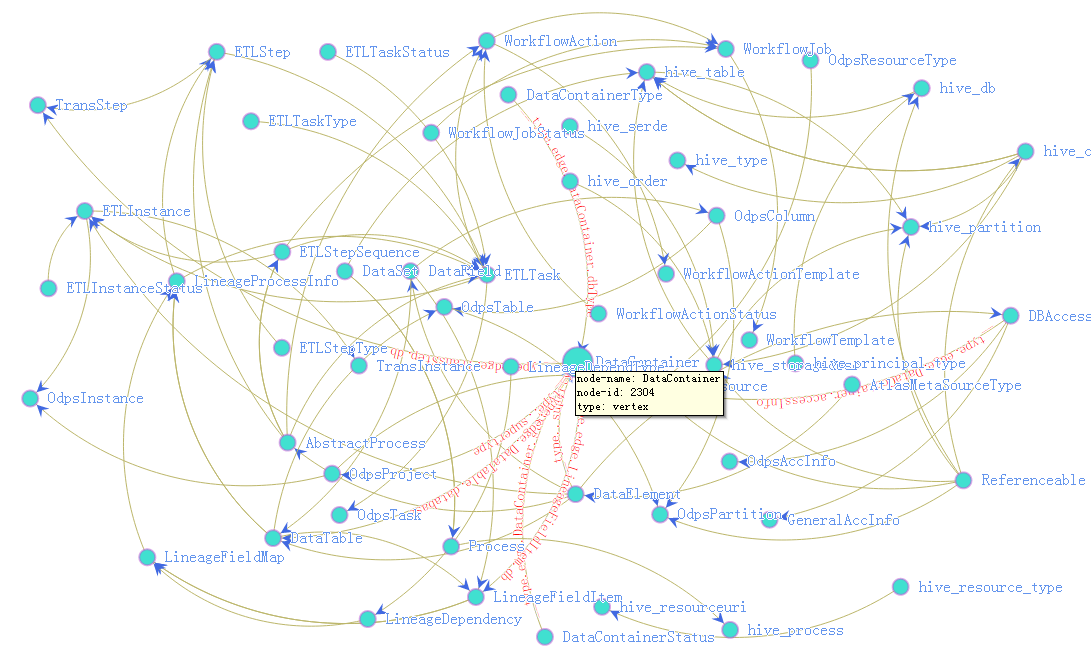 WorkflowAction
ETLStep
ETLTaskStatus
WorkflowJob
OdpsResourceType
hive_table
hive_db
TransStep
DataContainerType
ETLTaskType
WorkflowJobStatus
hive_serde
hive_type
hive_c
hive_order
ETLInstance
OdpsColumn
hive_partition
ETLStepSequence
DataSet
DataField
ETLTask
WorkflowActionTemplate
LineageProcessInfo
ETLInstanceStatus
OdpsTable
WorkflowActionStatus
DBAccess
WorkflowTemplate
ETLStepType
TransInstance
LineageDependType
DataContainer
hive_principal_type
AtlasMetaSourceType
node-name: DataContainer
node-id: 2304
type: vertex
OdpsInstance
AbstractProcess
OdpsProject
OdpsAccInfo
Referenceable
DataElement
OdpsTask
OdpsPartition
GeneralAccInfo
DataTable
Process
LineageFieldMap
hive_resource_type
LineageFieldItem
hive_resourceuri
LineageDependency
hive_process
DataContainerStatus